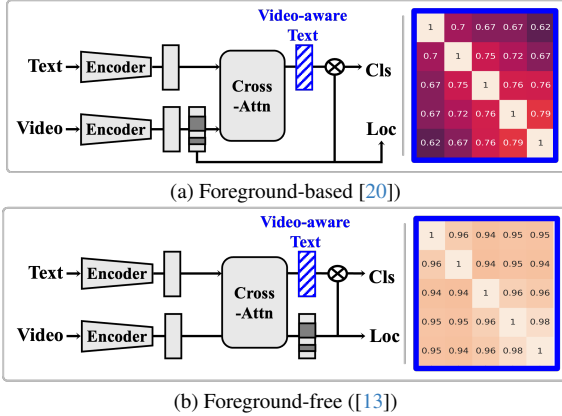 Video-aware
Text
Text
Encoder
Cross
-Attn
Cls
Video
Encoder
Loc
1 0.7 0.67 0.67 0.62
0.7 1 0.75 0.72 0.67
0.67 0.75 1 0.76 0.76
0.67 0.72 0.76 1 0.79
0.62 0.67 0.76 0.79 1
(a) Foreground-based [20])
Video-aware
Text
Text
Encoder
Cross
-Attn
Cls
Video
Encoder
Loc
1 0.96 0.94 0.95 0.95
0.96 1 0.94 0.95 0.94
0.94 0.94 1 0.96 0.96
0.95 0.95 0.96 1 0.98
0.95 0.94 0.96 0.98 1
(b) Foreground-free ([13])